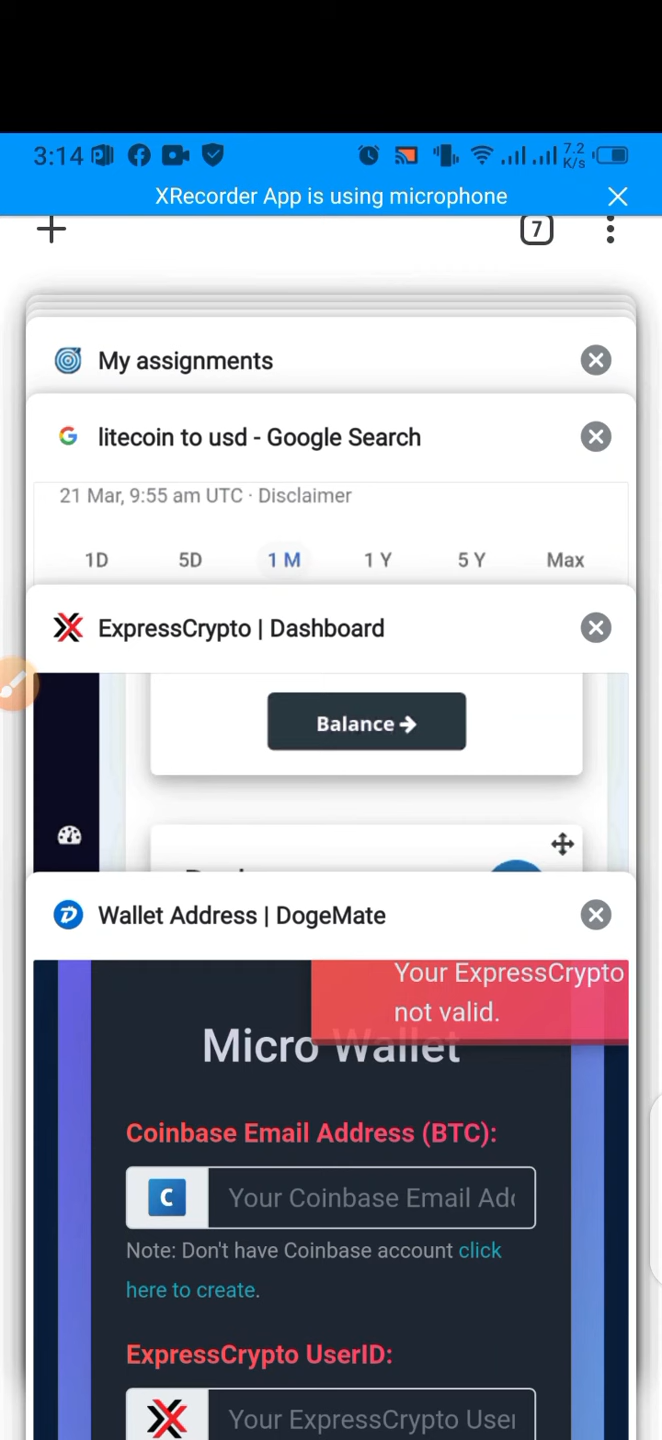 3:14
7.2
K/s
XRecorder App is using microphone
7
My assignments
litecoin to usd - Google Search
21 Mar, 9:55 am UTC · Disclaimer
1D 5D 1 M 1 Y 5 Y Max
ExpressCrypto | Dashboard
Balance
Wallet Address | DogeMate
Your ExpressCrypto
not valid.
Micro Wallet
Coinbase Email Address (BTC):
C
Your Coinbase Email Add
Note: Don't have Coinbase account click
here to create.
ExpressCrypto UserID:
Your ExpressCrypto User